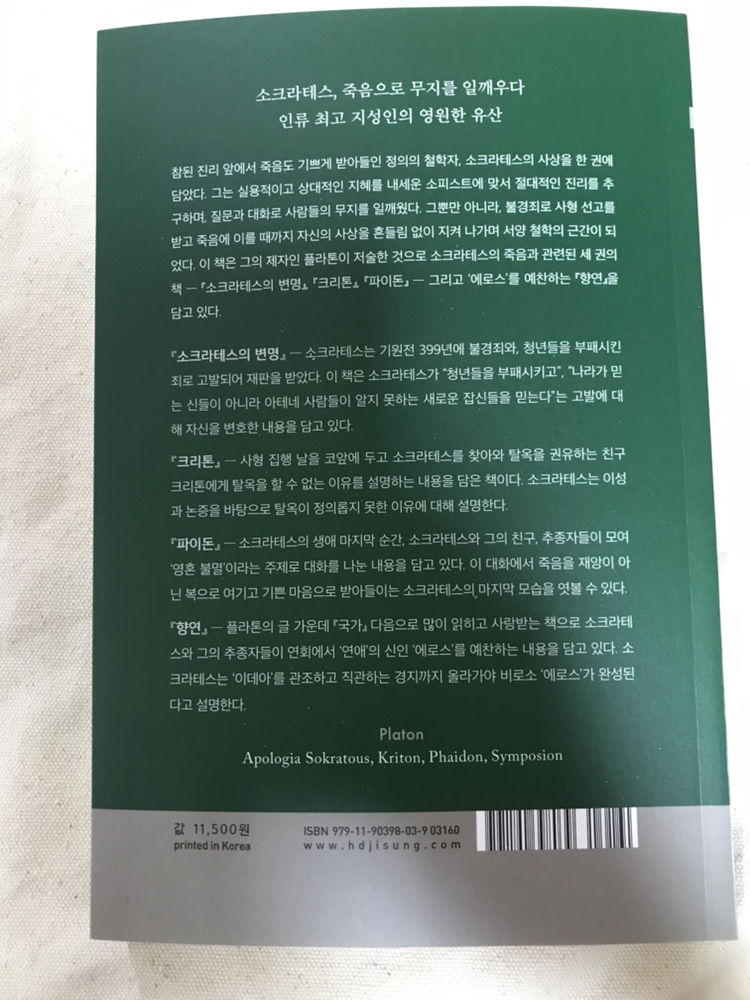 소크라테스, 죽음으로 무지를 일깨우다
인류 최고 지성인의 영원한 유산
참된 진리 앞에서 죽음도 기쁘게 받아들인 정의의 철학자, 소크라테스의 사상을 한 권에
담았다. 그는 실용적이고 상대적인 지혜를 내세운 소피스트에 맞서 절대적인 진리를 추
구하며, 질문과 대화로 사람들의 무지를 일깨웠다. 그뿐만 아니라, 불경죄로 사형 선고를
받고 죽음에 이를 때까지 자신의 사상을 흔들림 없이 지켜 나가며 서양 철학의 근간이 되
었다. 이 책은 그의 제자인 플라톤이 저술한 것으로 소크라테스의 죽음과 관련된 세 권의
책 — 『소크라테스의 변명』, 『크리톤』, 『파이돈』 — 그리고 '에로스'를 예찬하는 『향연』을
담고 있다.
『소크라테스의 변명』 — 소크라테스는 기원전 399년에 불경죄와, 청년들을 부패시킨
죄로 고발되어 재판을 받았다. 이 책은 소크라테스가 "청년들을 부패시키고", "나라가 믿
는 신들이 아니라 아테네 사람들이 알지 못하는 새로운 잡신들을 믿는다"는 고발에 대
해 자신을 변호한 내용을 담고 있다.
『크리톤』 — 사형 집행 날을 코앞에 두고 소크라테스를 찾아와 탈옥을 권유하는 친구
크리톤에게 탈옥을 할 수 없는 이유를 설명하는 내용을 담은 책이다. 소크라테스는 이성
과 논증을 바탕으로 탈옥이 정의롭지 못한 이유에 대해 설명한다.
『파이돈』 — 소크라테스의 생애 마지막 순간, 소크라테스와 그의 친구, 추종자들이 모여
'영혼 불멸'이라는 주제로 대화를 나눈 내용을 담고 있다. 이 대화에서 죽음을 재앙이 아
닌 복으로 여기고 기쁜 마음으로 받아들이는 소크라테스의 마지막 모습을 엿볼 수 있다.
『향연』 — 플라톤의 글 가운데 『국가』 다음으로 많이 읽히고 사랑받는 책으로 소크라테
스와 그의 추종자들이 연회에서 '연애'의 신인 '에로스'를 예찬하는 내용을 담고 있다. 소
크라테스는 '이데아'를 관조하고 직관하는 경지까지 올라가야 비로소 '에로스'가 완성된
다고 설명한다.
Platon
Apologia Sokratous, Kriton, Phaidon, Symposion
값 11,500원
printed in Korea
ISBN 979-11-90398-03-9 03160
www.hdjisung.com